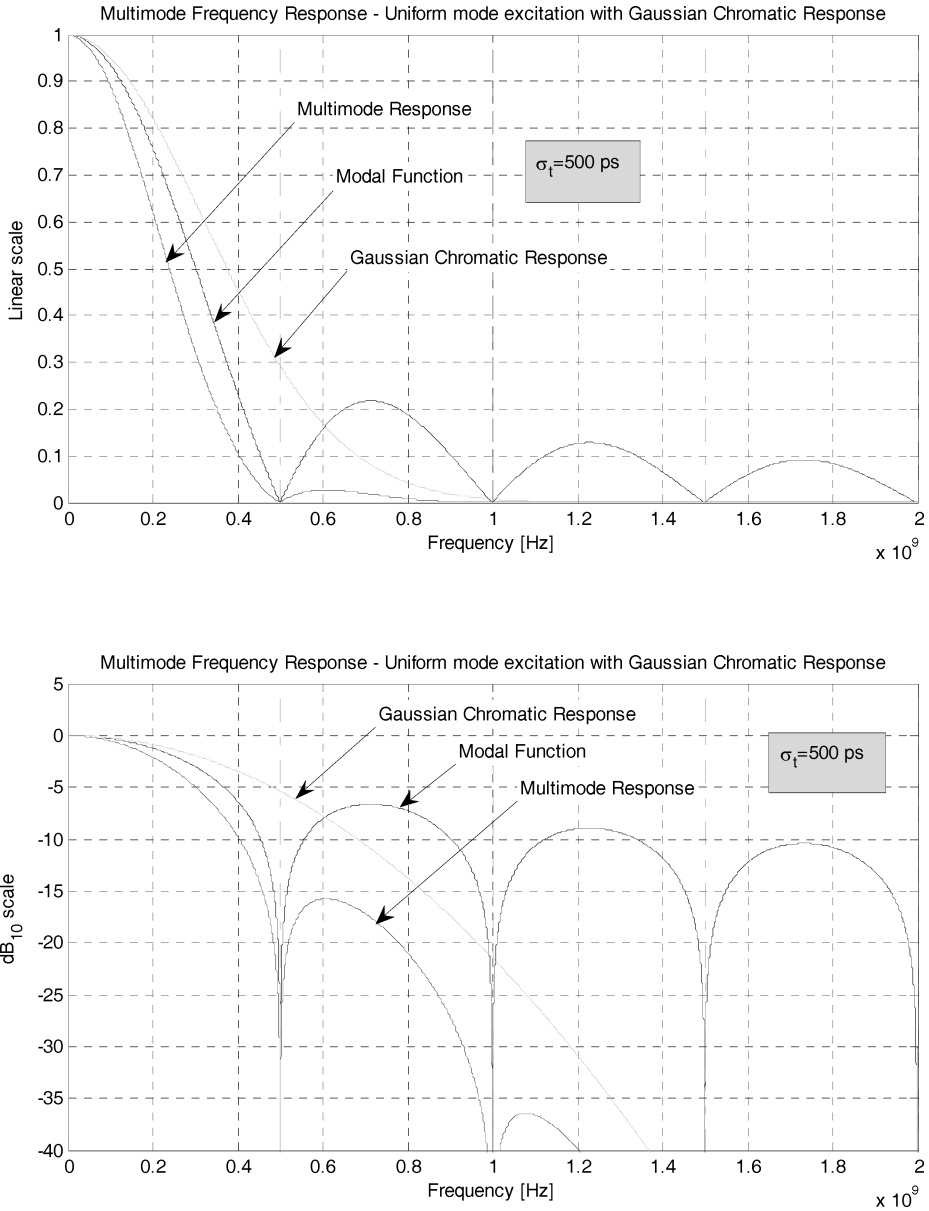 Multimode Frequency Response - Uniform mode excitation with Gaussian Chromatic Response
1
0.9
0.8
0.7
0.6
0.5
0.4
0.3
0.2
0.1
0
Linear scale
Multimode Response
Modal Function
Gaussian Chromatic Response
σt=500 ps
0 0.2 0.4 0.6 0.8 1 1.2 1.4 1.6 1.8 2
Frequency [Hz]
x 10^9
Multimode Frequency Response - Uniform mode excitation with Gaussian Chromatic Response
5
0
-5
-10
-15
-20
-25
-30
-35
-40
dB10 scale
Gaussian Chromatic Response
Modal Function
Multimode Response
σt=500 ps
0 0.2 0.4 0.6 0.8 1 1.2 1.4 1.6 1.8 2
Frequency [Hz]
x 10^9